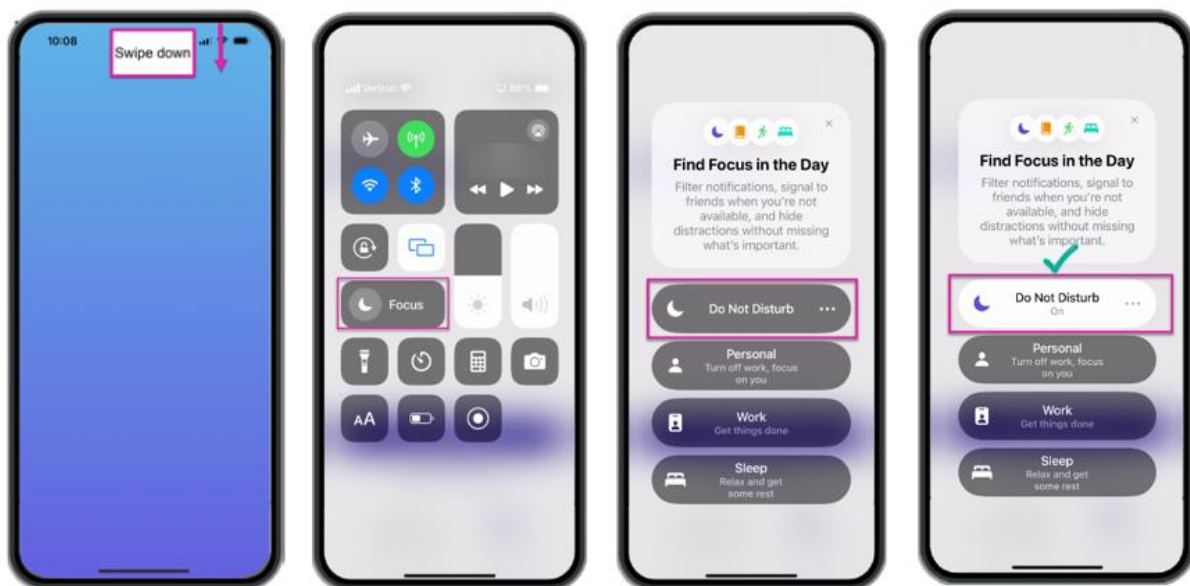 10:08
Swipe down
Verizon
86%
Focus
AA
Find Focus in the Day
Filter notifications, signal to
friends when you're not
available, and hide
distractions without missing
what's important.
Do Not Disturb
Personal
Turn off work, focus
on you
Work
Get things done
Sleep
Relax and get
some rest
Find Focus in the Day
Filter notifications, signal to
friends when you're not
available, and hide
distractions without missing
what's important.
Do Not Disturb
On
Personal
Turn off work, focus
on you
Work
Get things done
Sleep
Relax and get
some rest